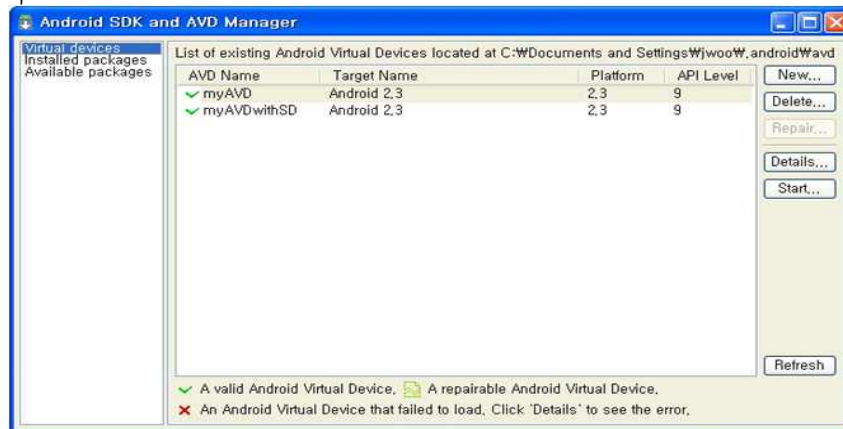 Android SDK and AVD Manager
Virtual devices
Installed packages
Available packages
List of existing Android Virtual Devices located at C:₩Documents and Settings₩jwoo₩.android₩avd
AVD Name Target Name Platform API Level
myAVD Android 2.3 2.3 9
myAVDwithSD Android 2.3 2.3 9
New...
Delete...
Repair...
Details...
Start...
Refresh
A valid Android Virtual Device. A repairable Android Virtual Device.
An Android Virtual Device that failed to load. Click 'Details' to see the error.